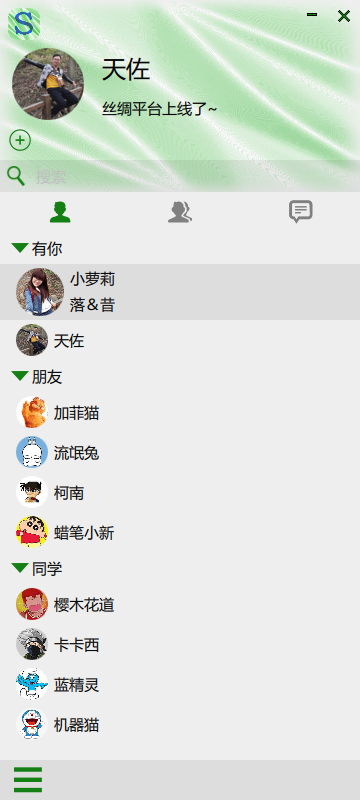 S
天佐
丝绸平台上线了~
搜索
有你
小萝莉
落＆昔
天佐
朋友
加菲猫
流氓兔
柯南
蜡笔小新
同学
樱木花道
卡卡西
蓝精灵
机器猫